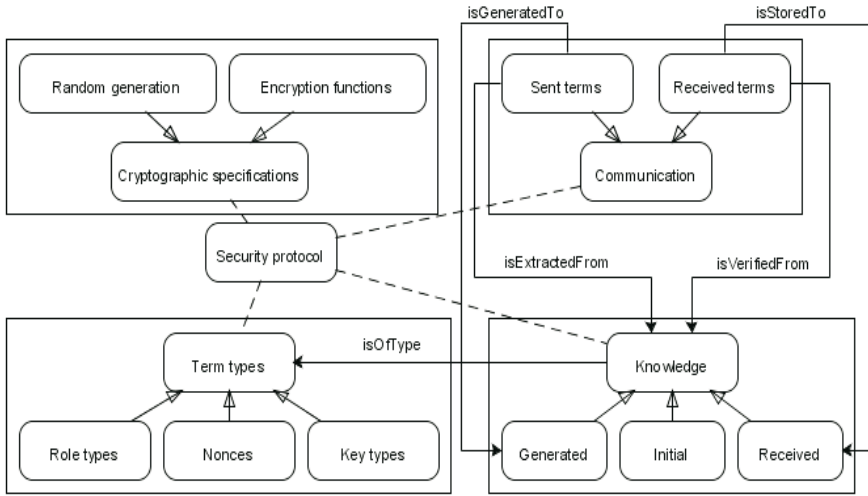 isGeneratedTo
isStoredTo
Random generation
Encryption functions
Sent terms
Received terms
Cryptographic specifications
Communication
Security protocol
isExtractedFrom
isVerifiedFrom
isOfType
Term types
Knowledge
Role types
Nonces
Key types
Generated
Initial
Received